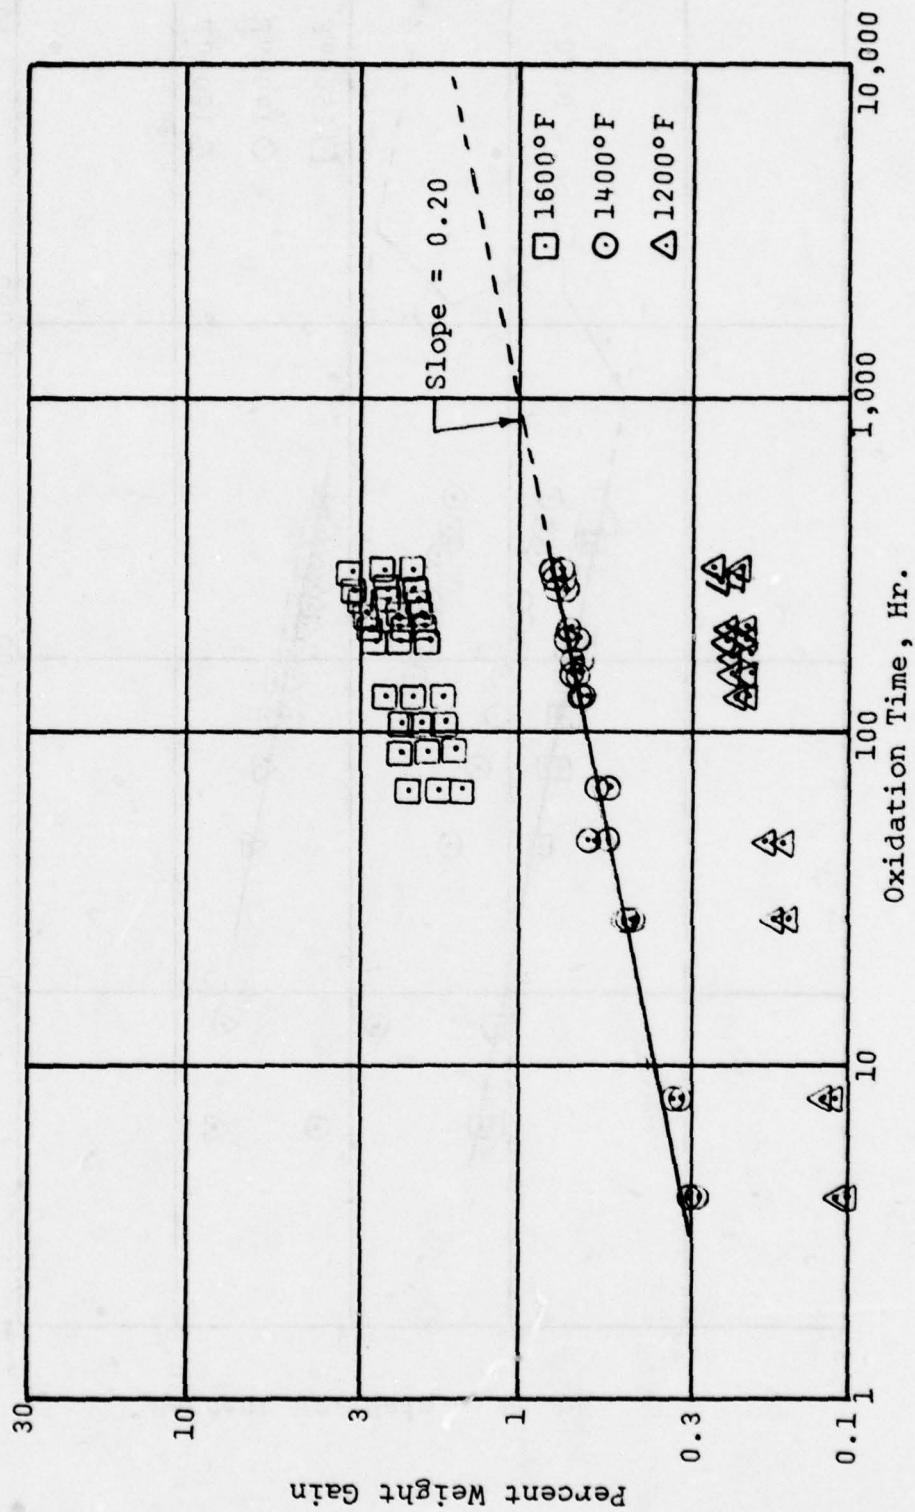 Percent Weight Gain
30
10
3
1
0.3
0.1
Slope = 0.20
1600°F
1400°F
1200°F
1
10
100
1,000
10,000
Oxidation Time, Hr.